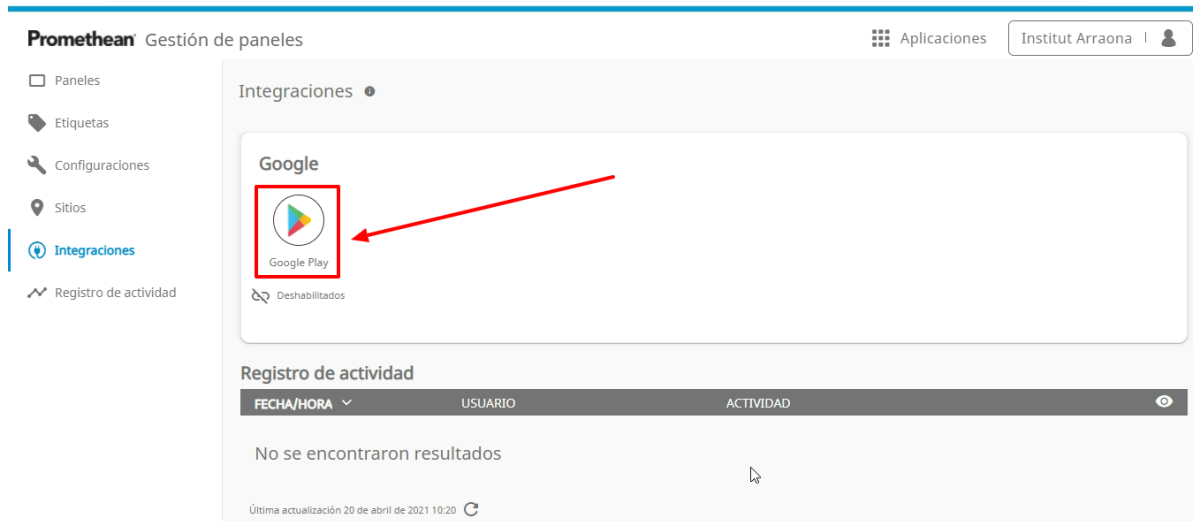 Promethean Gestión de paneles
Aplicaciones
Institut Arraona
Paneles
Etiquetas
Configuraciones
Sitios
Integraciones
Registro de actividad
Integraciones
Google
Google Play
Deshabilitados
Registro de actividad
FECHA/HORA USUARIO ACTIVIDAD
No se encontraron resultados
Última actualización 20 de abril de 2021 10:20